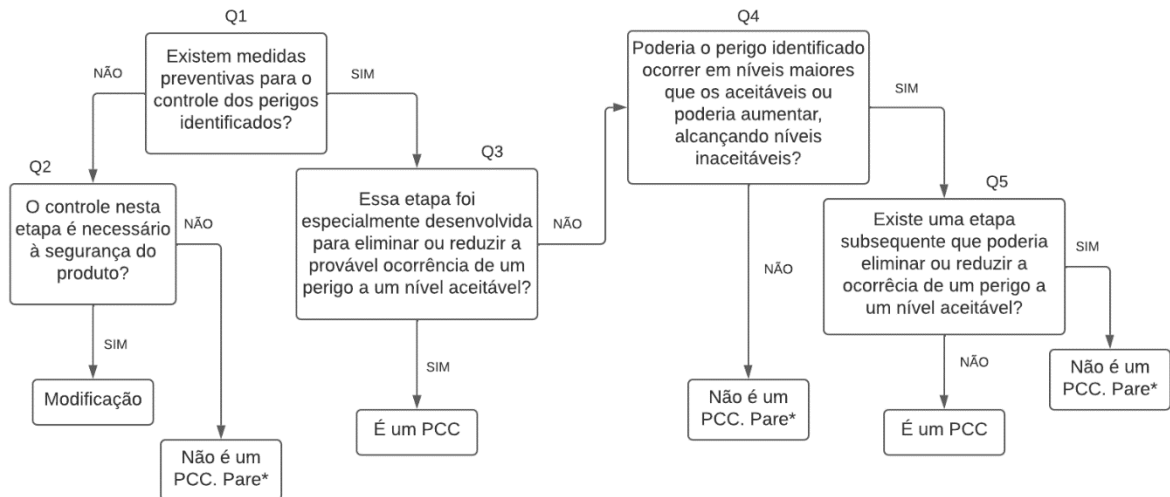 Q1
Existem medidas
preventivas para o
controle dos perigos
identificados?
NÃO
SIM
Q2
O controle nesta
etapa é necessário
à segurança do
produto?
NÃO
SIM
Modificação
Não é um
PCC. Pare*
Q3
Essa etapa foi
especialmente desenvolvida
para eliminar ou reduzir a
provável ocorrência de um
perigo a um nível aceitável?
NÃO
SIM
É um PCC
Q4
Poderia o perigo identificado
ocorrer em níveis maiores
que os aceitáveis ou
poderia aumentar,
alcançando níveis
inaceitáveis?
SIM
NÃO
Não é um
PCC. Pare*
Q5
Existe uma etapa
subsequente que poderia
eliminar ou reduzir a
ocorrêcia de um perigo a
um nível aceitável?
SIM
NÃO
Não é um
PCC. Pare*
É um PCC